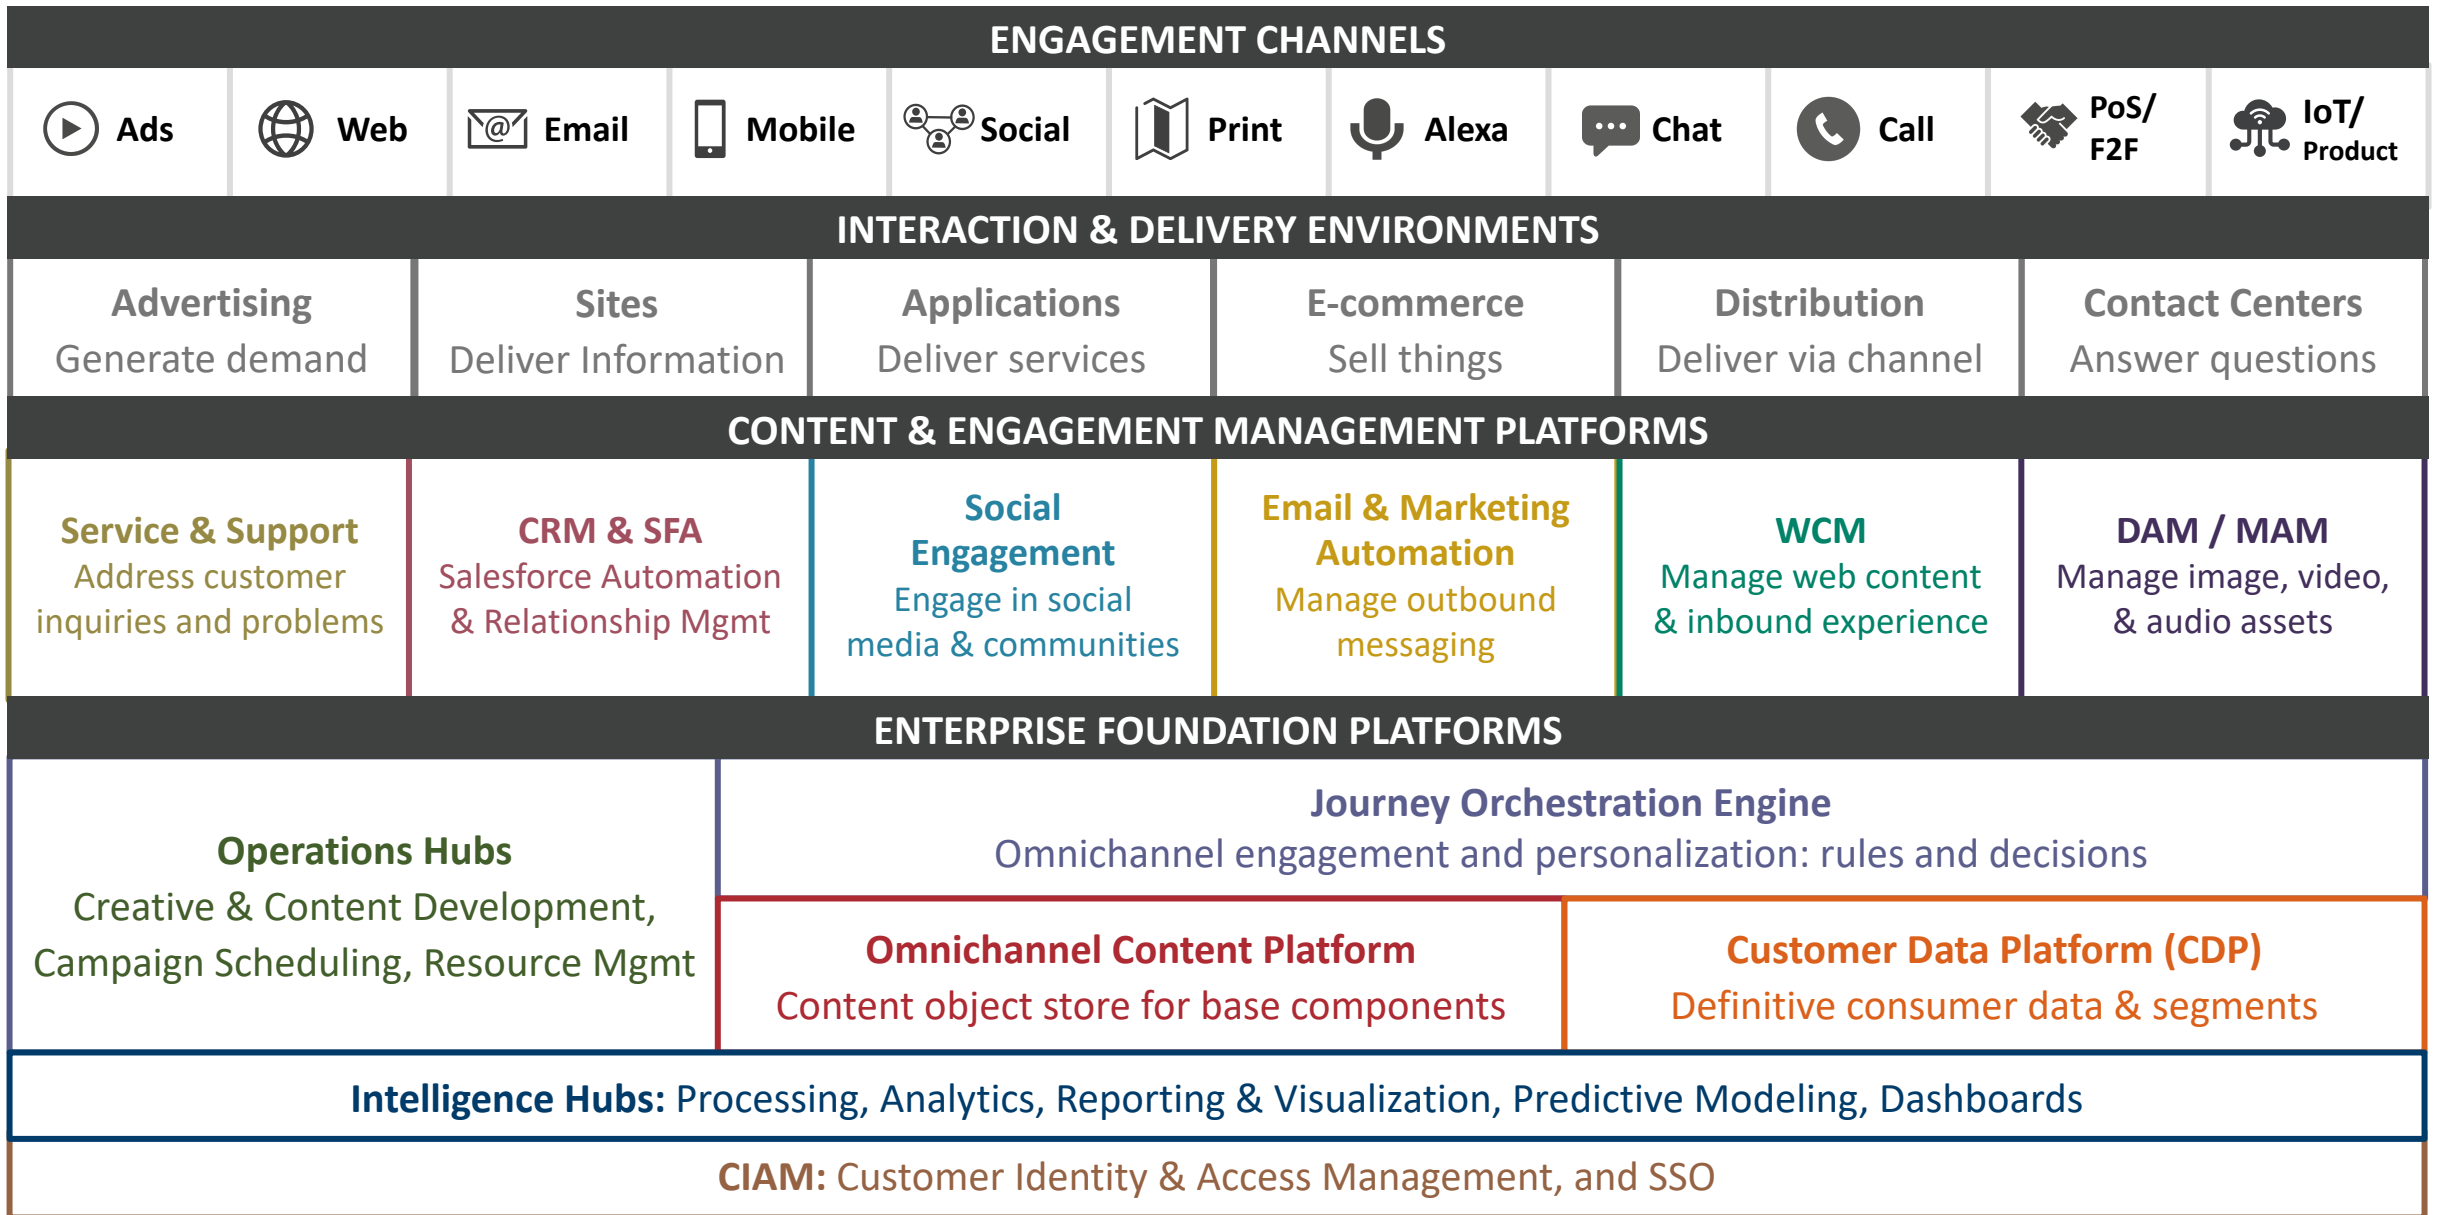 ENGAGEMENT CHANNELS
Ads
Web
@
Email
Mobile
Social
Print
Alexa
Chat
Call
PoS/
F2F
IoT/
Product
INTERACTION & DELIVERY ENVIRONMENTS
Advertising
Generate demand
Sites
Deliver Information
Applications
Deliver services
E-commerce
Sell things
Distribution
Deliver via channel
Contact Centers
Answer questions
CONTENT & ENGAGEMENT MANAGEMENT PLATFORMS
Service & Support
Address customer
inquiries and problems
CRM & SFA
Salesforce Automation
& Relationship Mgmt
Social
Engagement
Engage in social
media & communities
Email & Marketing
Automation
Manage outbound
messaging
WCM
Manage web content
& inbound experience
DAM / MAM
Manage image, video,
& audio assets
ENTERPRISE FOUNDATION PLATFORMS
Operations Hubs
Creative & Content Development,
Campaign Scheduling, Resource Mgmt
Journey Orchestration Engine
Omnichannel engagement and personalization: rules and decisions
Omnichannel Content Platform
Content object store for base components
Customer Data Platform (CDP)
Definitive consumer data & segments
Intelligence Hubs: Processing, Analytics, Reporting & Visualization, Predictive Modeling, Dashboards
CIAM: Customer Identity & Access Management, and SSO